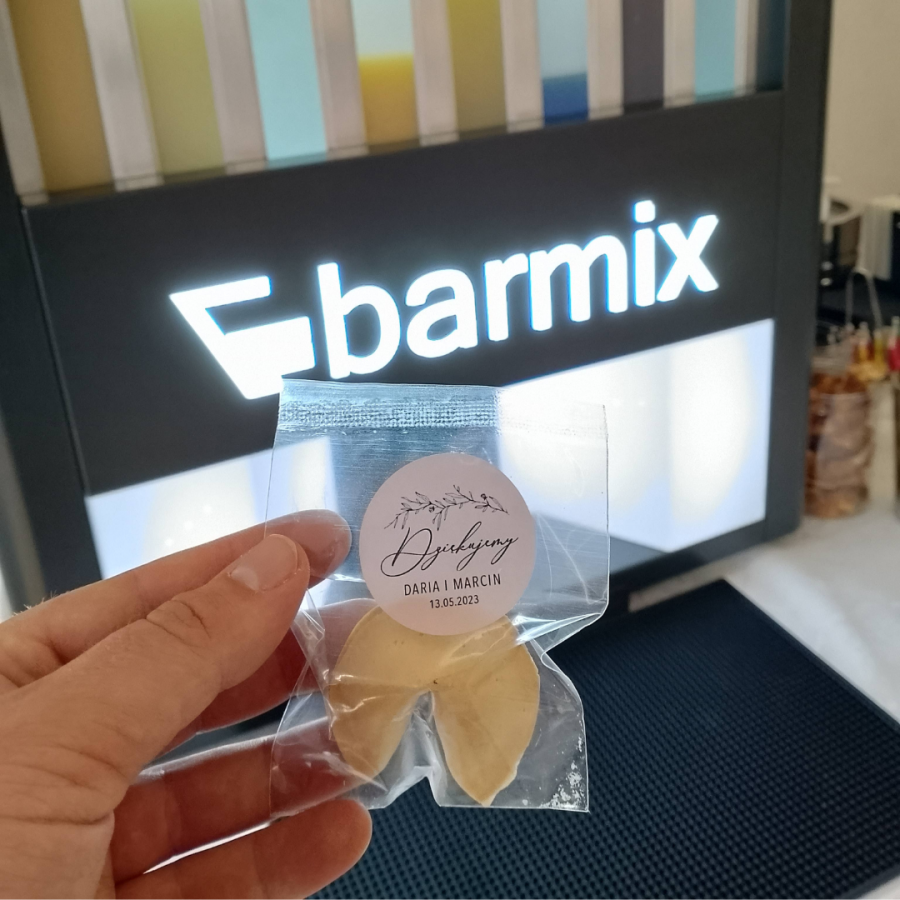 barmix
Dziękujemy
DARIA I MARCIN
13.05.2023